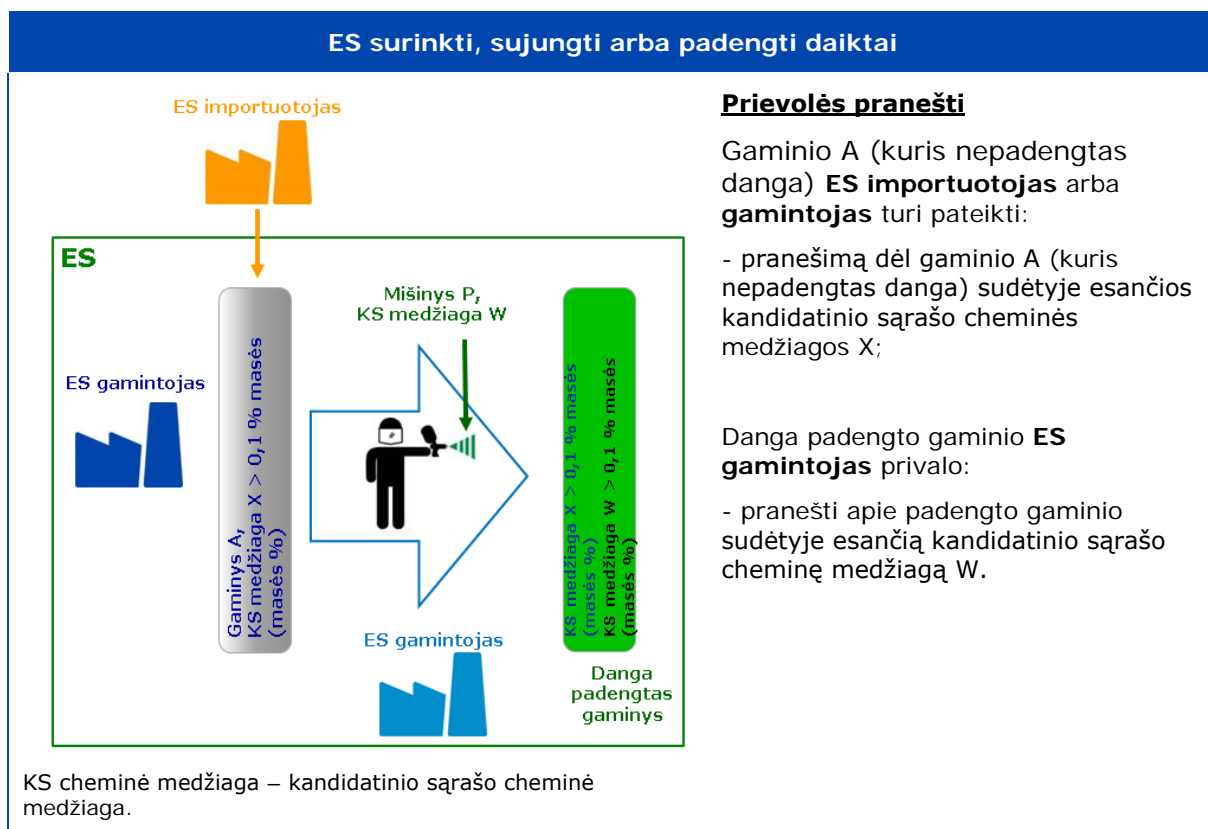 ES surinkti, sujungti arba padengti daiktai
ES importuotojas
ES
Mišinys P,
KS medžiaga W
ES gamintojas
Gaminys A,
KS medžiaga X > 0,1 % masės
(masės %)
KS medžiaga X > 0,1 % masės
(masės %)
KS medžiaga W > 0,1 % masės
(masės %)
ES gamintojas
Danga
padengtas
gaminys
KS cheminė medžiaga – kandidatinio sąrašo cheminė
medžiaga.
Prievolės pranešti
Gaminio A (kuris nepadengtas
danga) ES importuotojas arba
gamintojas turi pateikti:
- pranešimą dėl gaminio A (kuris
nepadengtas danga) sudėtyje esančios
kandidatinio sąrašo cheminės
medžiagos X;
Danga padengto gaminio ES
gamintojas privalo:
- pranešti apie padengto gaminio
sudėtyje esančią kandidatinio sąrašo
cheminę medžiagą W.